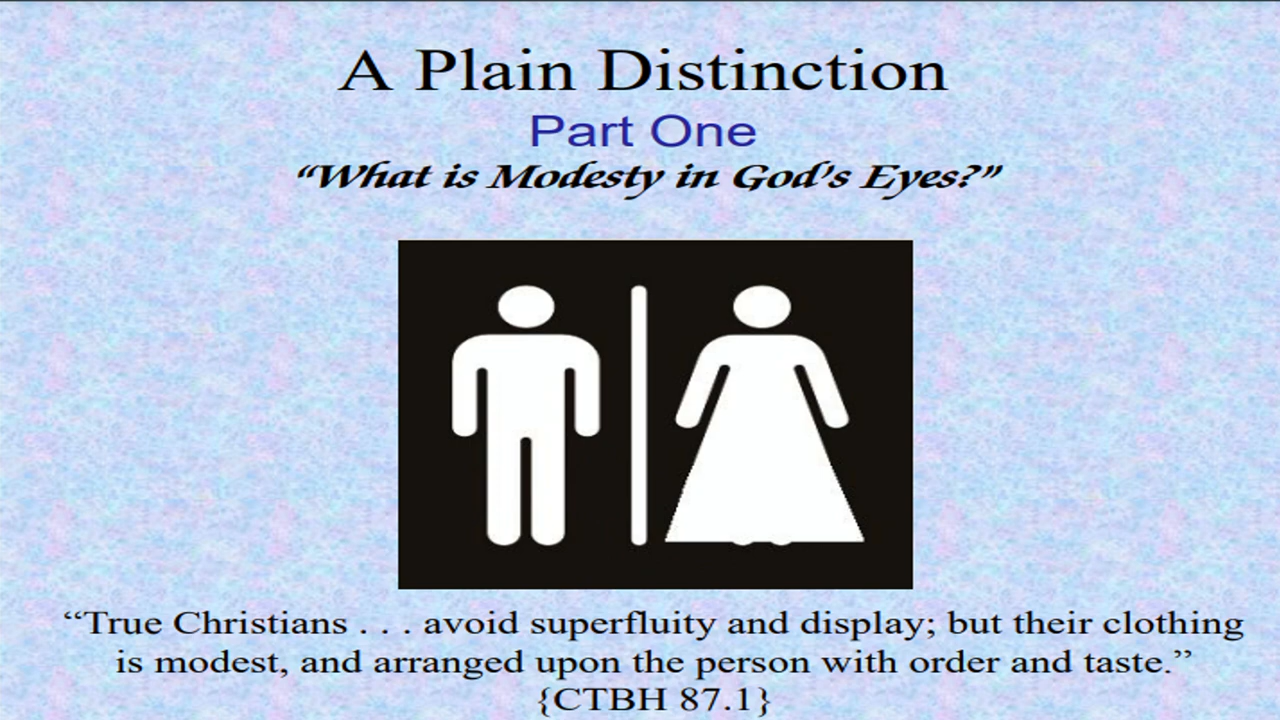 A Plain Distinction
Part One
“What is Modesty in God’s Eyes?”
“True Christians . . . avoid superfluity and display; but their clothing
is modest, and arranged upon the person with order and taste.”
{CTBH 87.1}